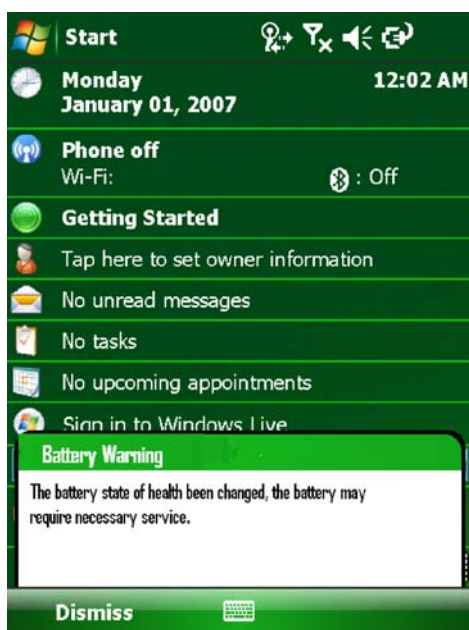 Start
Monday 12:02 AM
January 01, 2007
Phone off
Wi-Fi: : Off
Getting Started
Tap here to set owner information
No unread messages
No tasks
No upcoming appointments
Sign in to Windows Live
Battery Warning
The battery state of health been changed, the battery may
require necessary service.
Dismiss